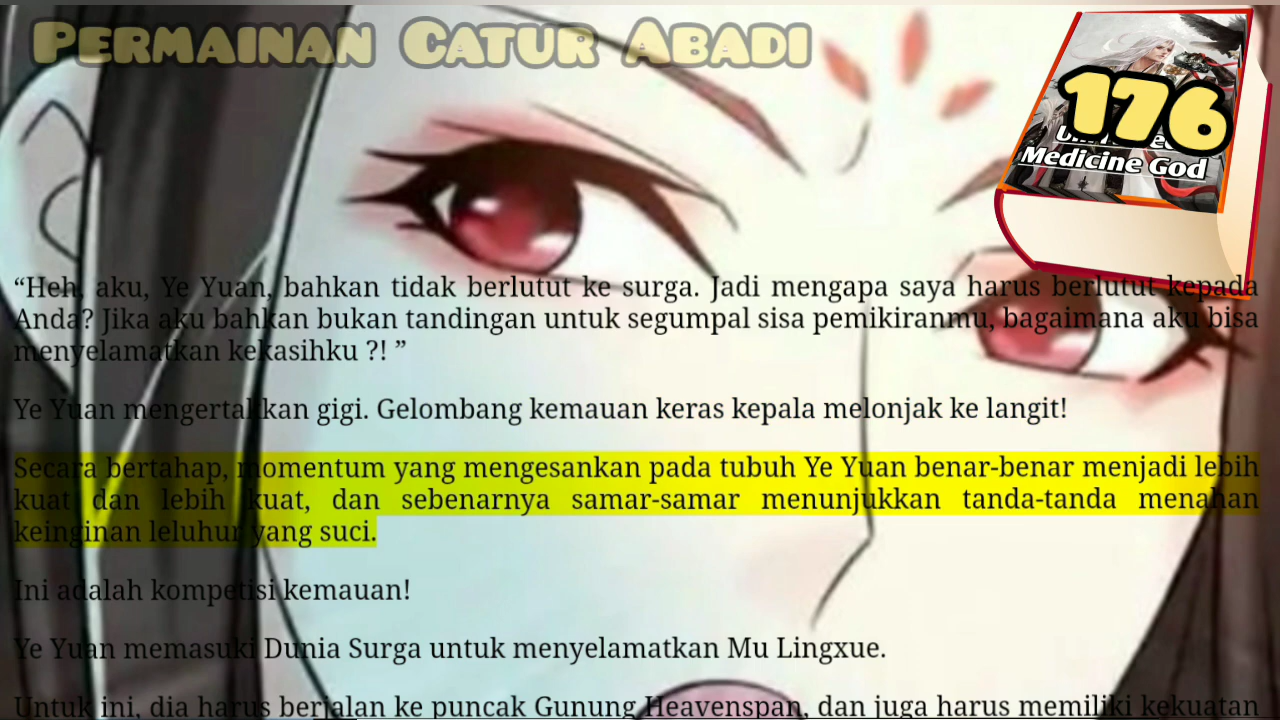 Permainan Catur Abadi
176
Medicine God
“Heh, aku, Ye Yuan, bahkan tidak berlutut ke surga. Jadi mengapa saya harus berlutut kepada
Anda? Jika aku bahkan bukan tandingan untuk segumpal sisa pemikiranmu, bagaimana aku bisa
menyelamatkan kekasihku ?! ”
Ye Yuan mengertakkan gigi. Gelombang kemauan keras kepala melonjak ke langit!
Secara bertahap, momentum yang mengesankan pada tubuh Ye Yuan benar-benar menjadi lebih
kuat dan lebih kuat, dan sebenarnya samar-samar menunjukkan tanda-tanda menahan
keinginan leluhur yang suci.
Ini adalah kompetisi kemauan!
Ye Yuan memasuki Dunia Surga untuk menyelamatkan Mu Lingxue.
Untuk ini, dia harus berjalan ke puncak Gunung Heavenspan, dan juga harus memiliki kekuatan